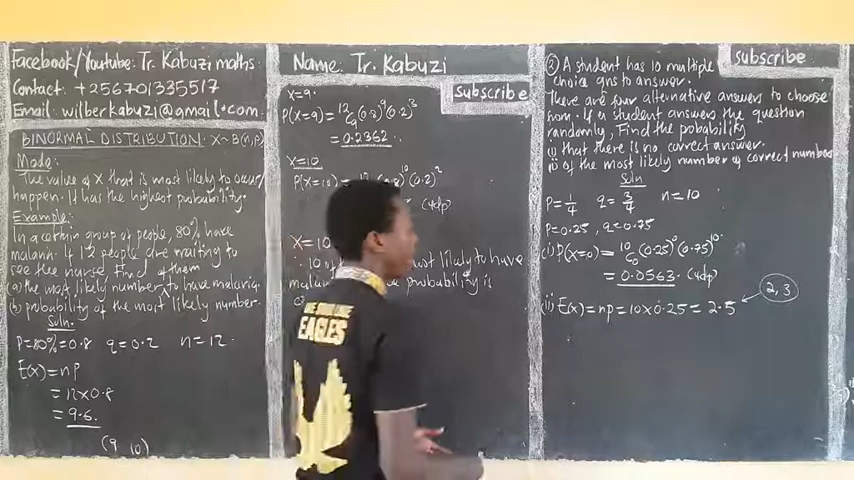 Facebook/Youtube: Tr. Kabuzi maths
Contact: +256701335517
Email: wilberkabuzi@gmail.com
BINORMAL DISTRIBUTION. X~B(n,p)
Mode:
The value of X that is most likely to occur/
happen. It has the highest probability.
Example:
In a certain group of people, 80% have
malaria. If 12 people are waiting to
see the nurse. Find of them
(a) the most likely number to have malaria.
(b) probability of the most likely number.
Soln.
P=80%=0.8 q=0.2 n=12.
E(x)=np
=12x0.8
=9.6.
(9 10)
Name: Tr. Kabuzi
Subscribe
X=9.
P(X=9) = ¹²C₉(0.8)⁹(0.2)³
= 0.2362.
X=10
P(X=10) = ¹² )¹⁰(0.2)²
(4dp)
X=10
∴ 10 most likely to have
probability is
Subscribe
② A student has 10 multiple
choice qns to answer.
There are four alternative answers to choose
from. If a student answers the question
randomly, Find the probability
(i) that there is no correct answer.
(ii) of the most likely number of correct number
Soln
P=1/4 q=3/4 n=10
P=0.25, q=0.75
(i) P(X=0) = ¹⁰C₀(0.25)⁰(0.75)¹⁰
= 0.0563. (4dp)
(ii) E(x)=np=10x0.25=2.5
2,3